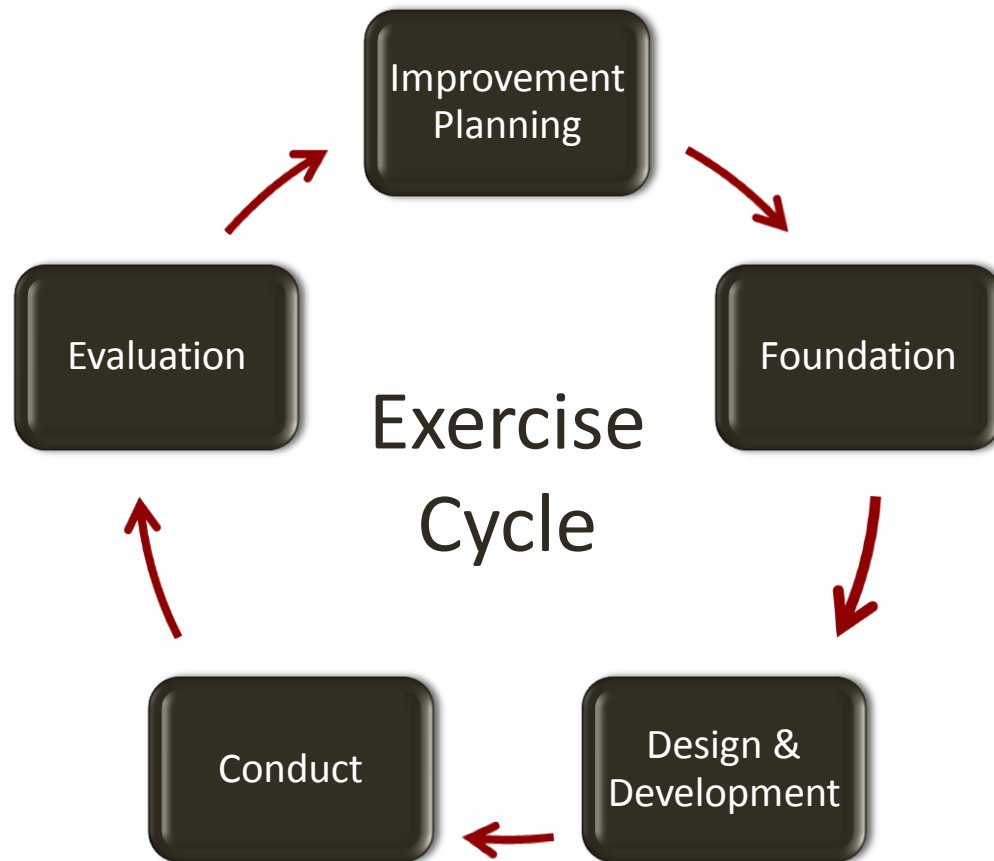 Improvement
Planning
Foundation
Design &
Development
Conduct
Evaluation
Exercise
Cycle